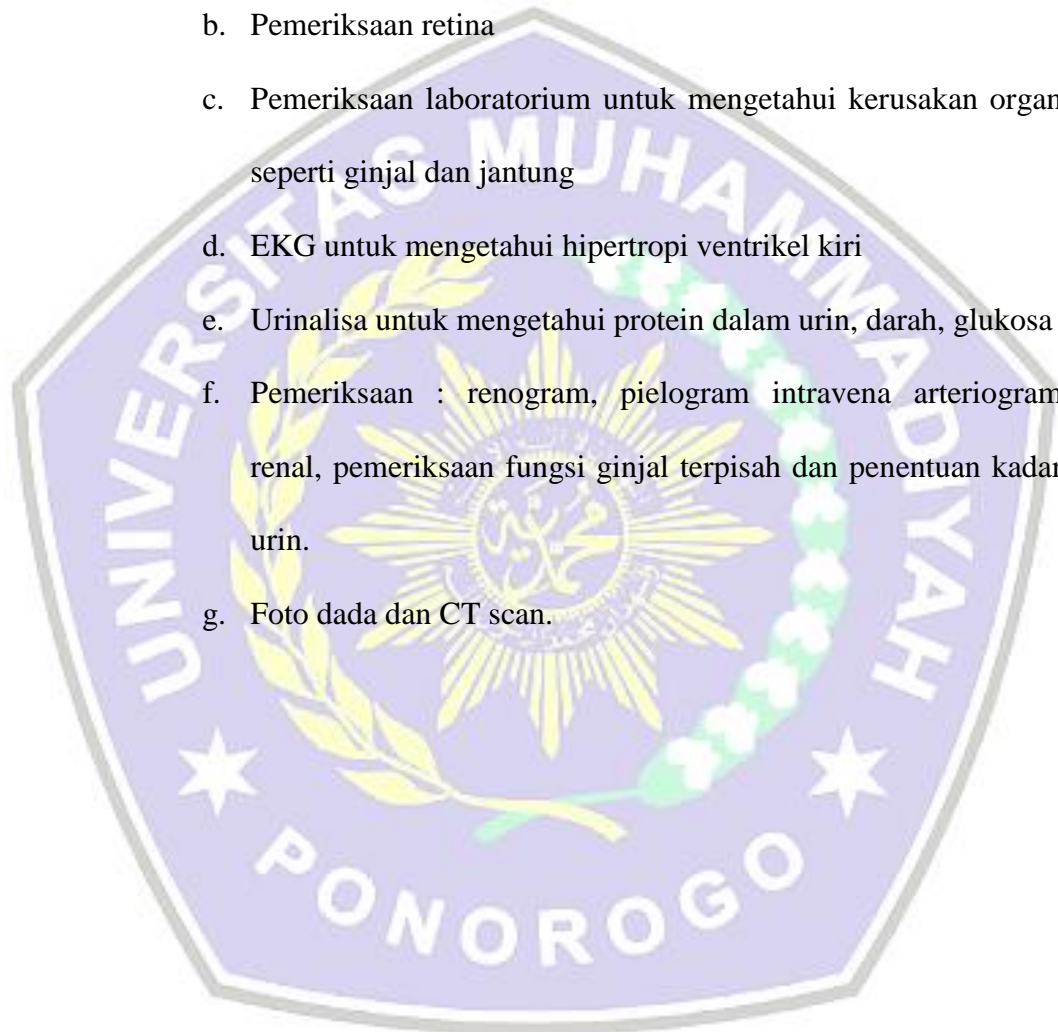 b. Pemeriksaan retina
c. Pemeriksaan laboratorium untuk mengetahui kerusakan organ
seperti ginjal dan jantung
d. EKG untuk mengetahui hipertropi ventrikel kiri
e. Urinalisa untuk mengetahui protein dalam urin, darah, glukosa
f. Pemeriksaan : renogram, pielogram intravena arteriogram
renal, pemeriksaan fungsi ginjal terpisah dan penentuan kadar
urin.
g. Foto dada dan CT scan.
UNIVERSITAS MUHAMMADIYAH
PONOROGO